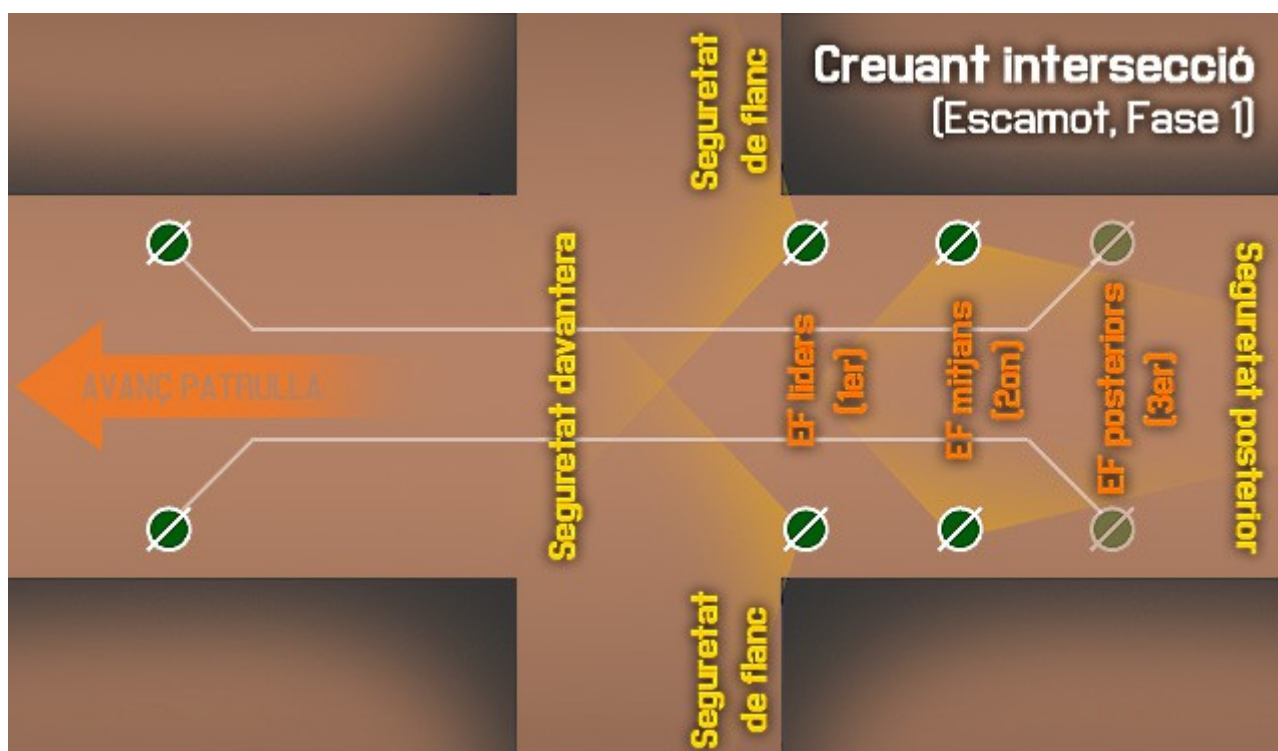 Creuant intersecció
(Escamot, Fase 1)
Seguretat
de flanc
Seguretat davantera
AVANÇ PATRULLA
EF liders
(1er)
EF mitjans
(2on)
EF posteriors
(3er)
Seguretat posterior
Seguretat
de flanc